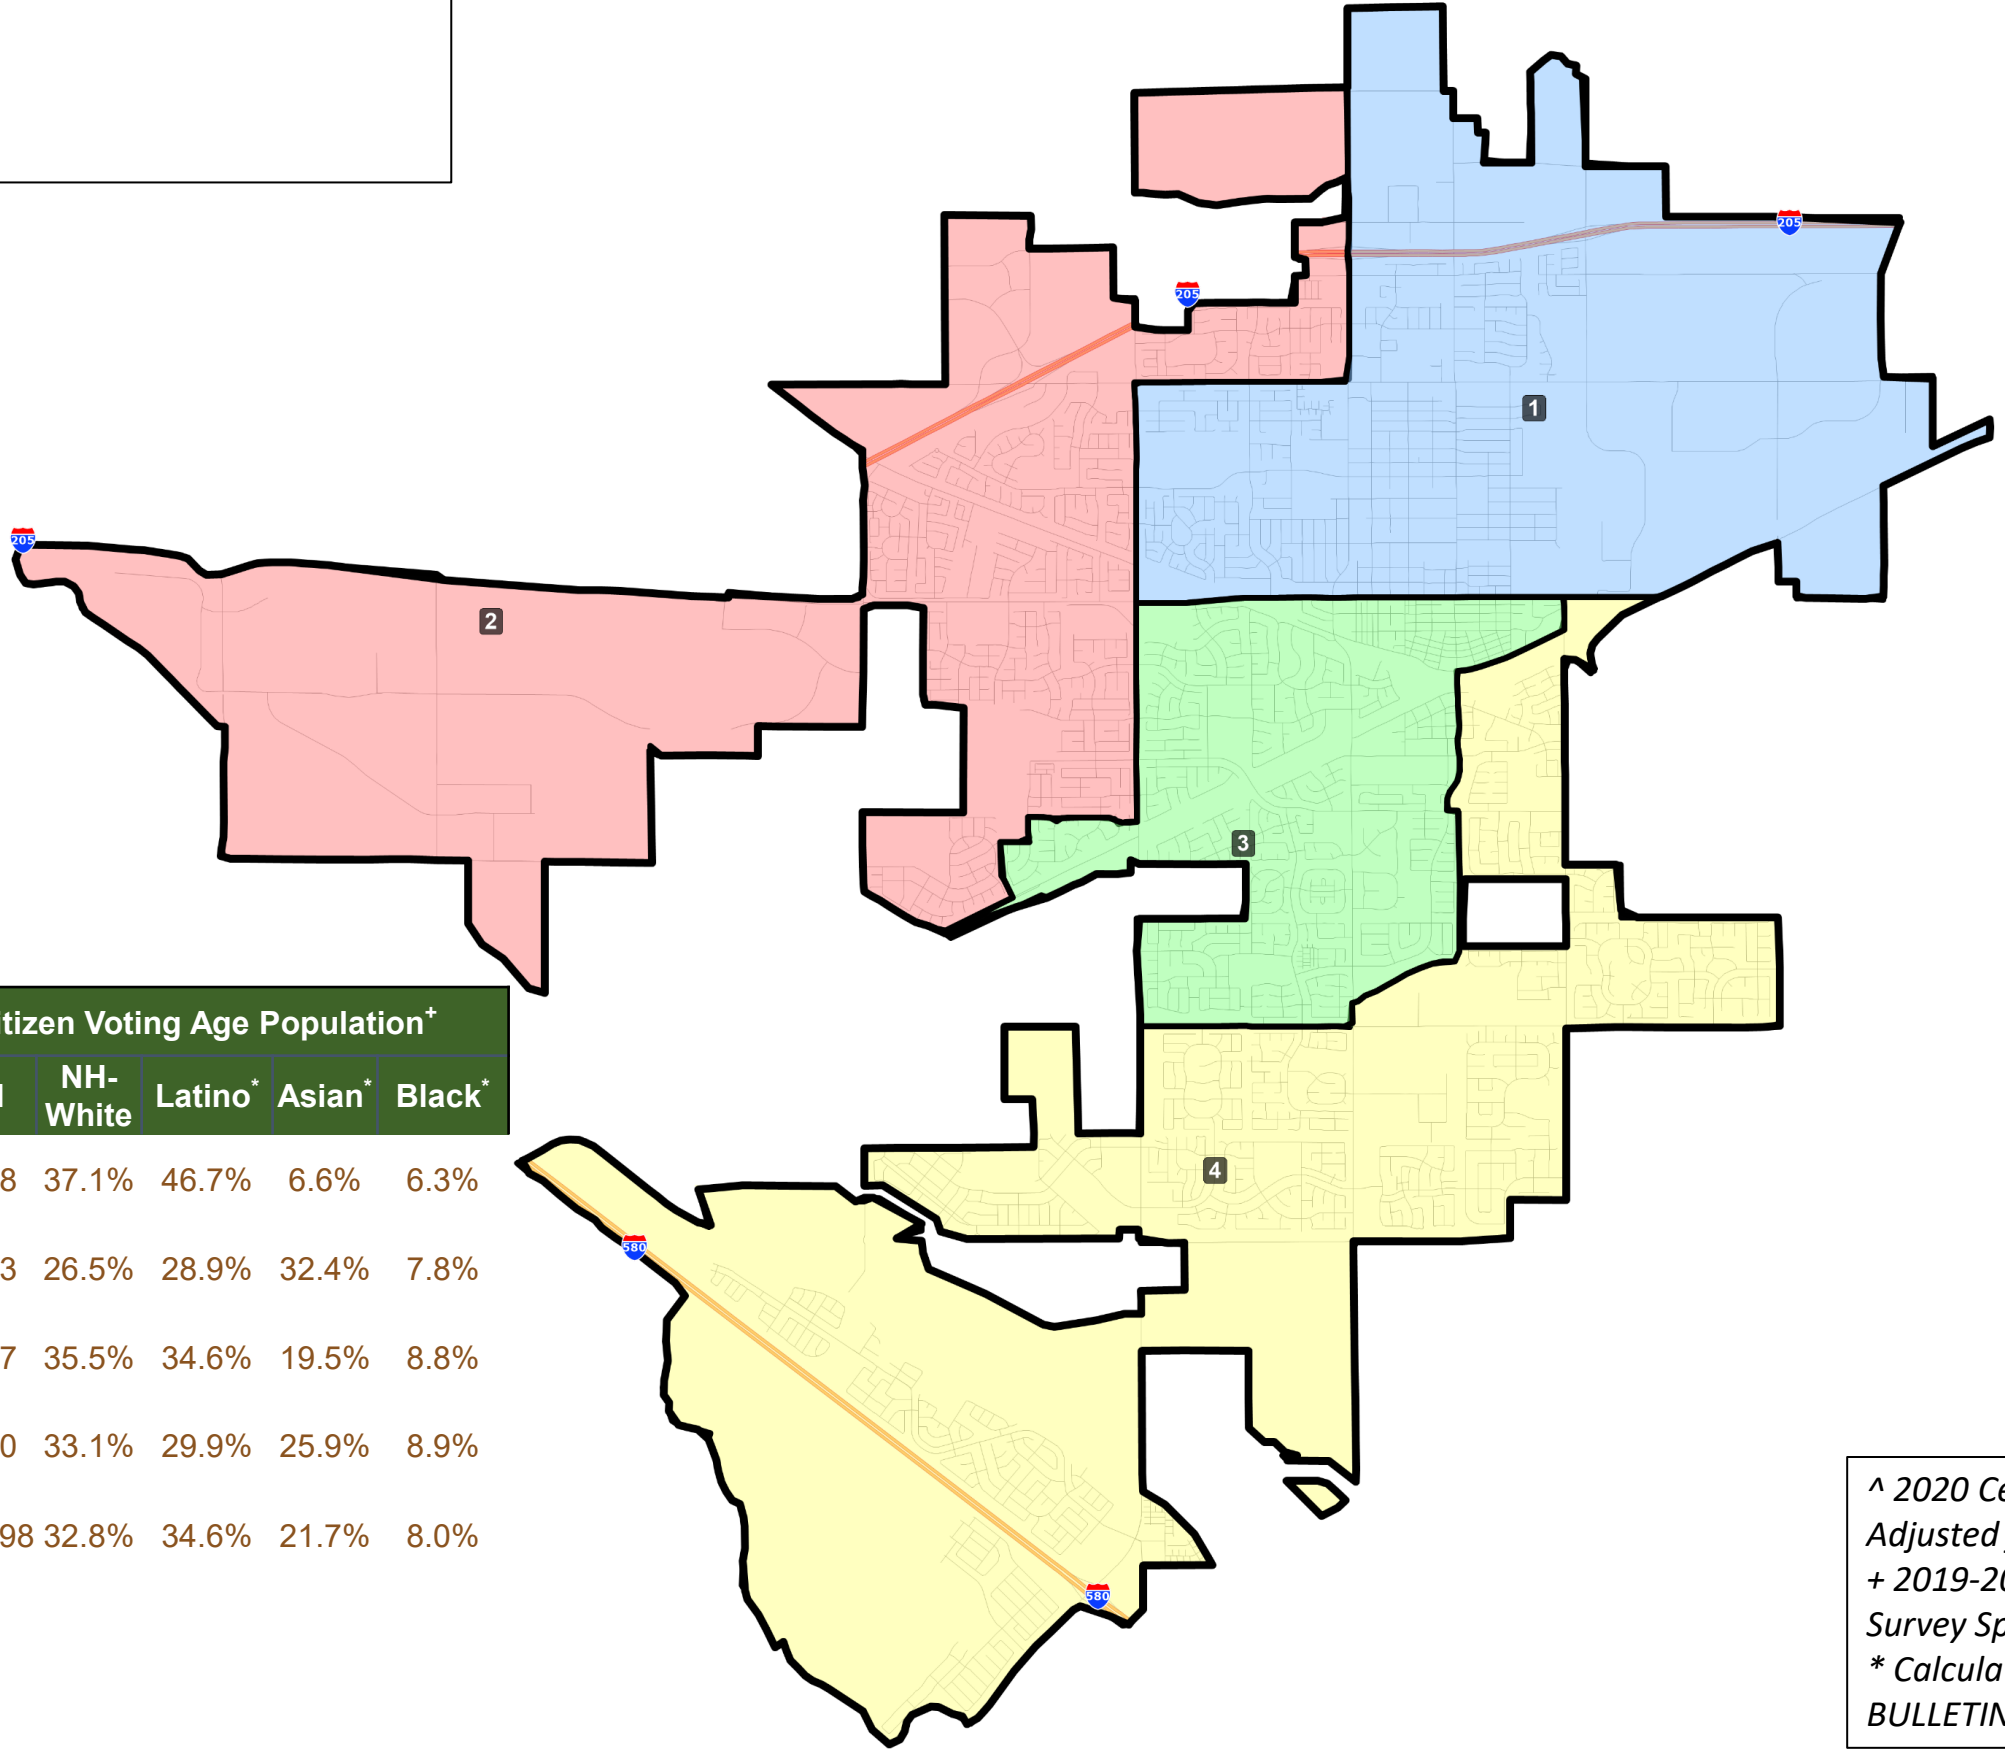 205
205
1
205
2
3
itizen Voting Age Population+
NH-White Latino* Asian* Black*
8 37.1% 46.7% 6.6% 6.3%
3 26.5% 28.9% 32.4% 7.8%
7 35.5% 34.6% 19.5% 8.8%
0 33.1% 29.9% 25.9% 8.9%
98 32.8% 34.6% 21.7% 8.0%
4
580
580
^ 2020 Ce
Adjusted
+ 2019-20
Survey Sp
* Calcula
BULLETIN